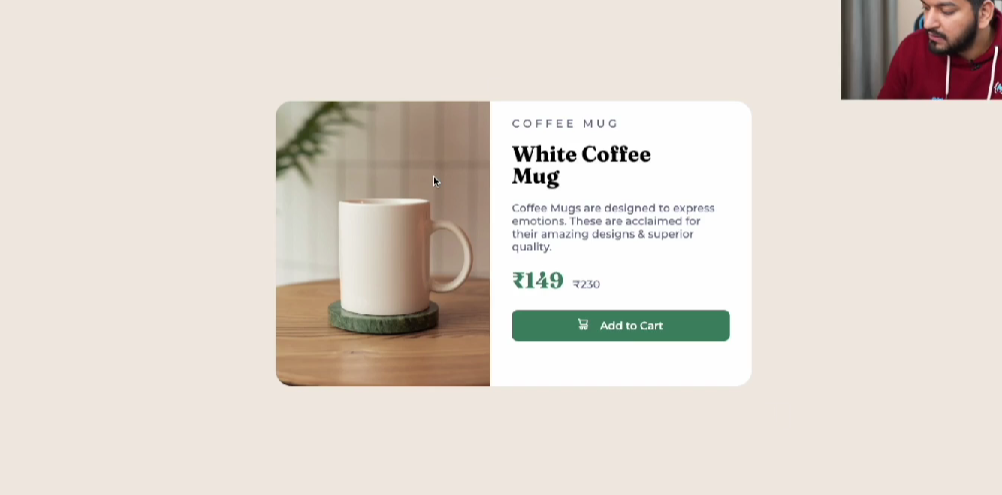 COFFEE MUG
White Coffee
Mug
Coffee Mugs are designed to express
emotions. These are acclaimed for
their amazing designs & superior
quality.
₹149 ₹230
Add to Cart